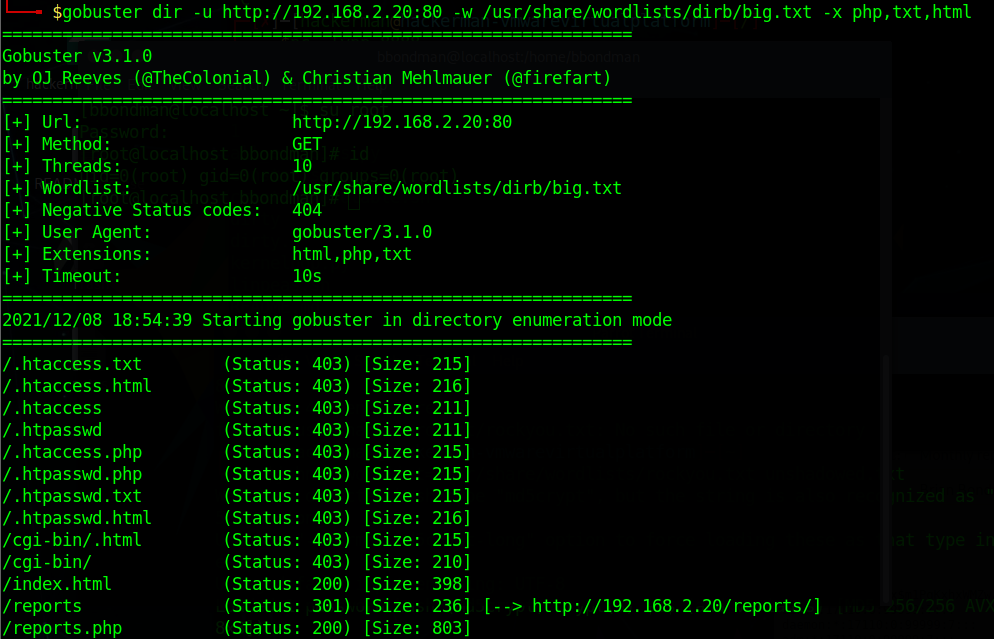 $gobuster dir -u http://192.168.2.20:80 -w /usr/share/wordlists/dirb/big.txt -x php,txt,html
===============================================================
Gobuster v3.1.0
by OJ Reeves (@TheColonial) & Christian Mehlmauer (@firefart)
===============================================================
[+] Url: http://192.168.2.20:80
[+] Method: GET
[+] Threads: 10
[+] Wordlist: /usr/share/wordlists/dirb/big.txt
[+] Negative Status codes: 404
[+] User Agent: gobuster/3.1.0
[+] Extensions: html,php,txt
[+] Timeout: 10s
===============================================================
2021/12/08 18:54:39 Starting gobuster in directory enumeration mode
===============================================================
/.htaccess.txt (Status: 403) [Size: 215]
/.htaccess.html (Status: 403) [Size: 216]
/.htaccess (Status: 403) [Size: 211]
/.htpasswd (Status: 403) [Size: 211]
/.htaccess.php (Status: 403) [Size: 215]
/.htpasswd.php (Status: 403) [Size: 215]
/.htpasswd.txt (Status: 403) [Size: 215]
/.htpasswd.html (Status: 403) [Size: 216]
/cgi-bin/.html (Status: 403) [Size: 215]
/cgi-bin/ (Status: 403) [Size: 210]
/index.html (Status: 200) [Size: 398]
/reports (Status: 301) [Size: 236] [--> http://192.168.2.20/reports/]
/reports.php (Status: 200) [Size: 803]